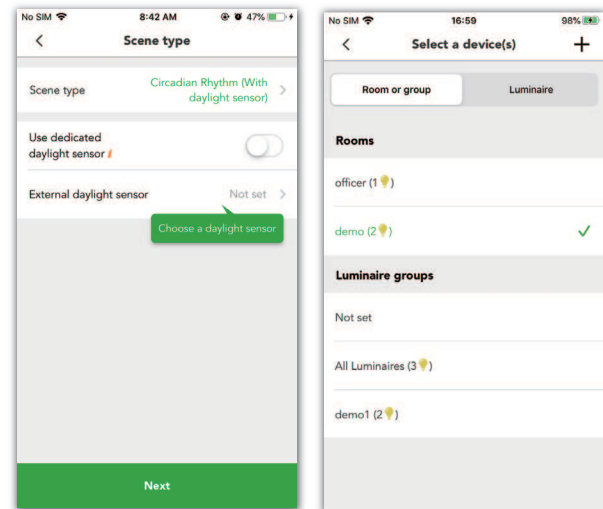 No SIM 8:42 AM 47%
Scene type
Scene type
Circadian Rhythm (With
daylight sensor)
Use dedicated
daylight sensor i
External daylight sensor Not set
Choose a daylight sensor
Next
No SIM 16:59 98%
Select a device(s) +
Room or group Luminaire
Rooms
officer (1💡)
demo (2💡)
Luminaire groups
Not set
All Luminaires (3💡)
demo1 (2💡)